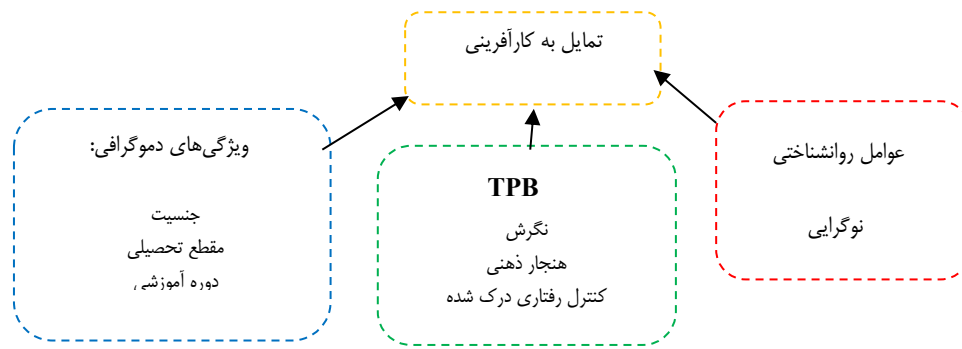 تمایل به کارآفرینی
ویژگی‌های دموگرافی:
جنسیت
مقطع تحصیلی
دوره آموزشی
TPB
نگرش
هنجار ذهنی
کنترل رفتاری درک شده
عوامل روانشناختی
نوگرایی